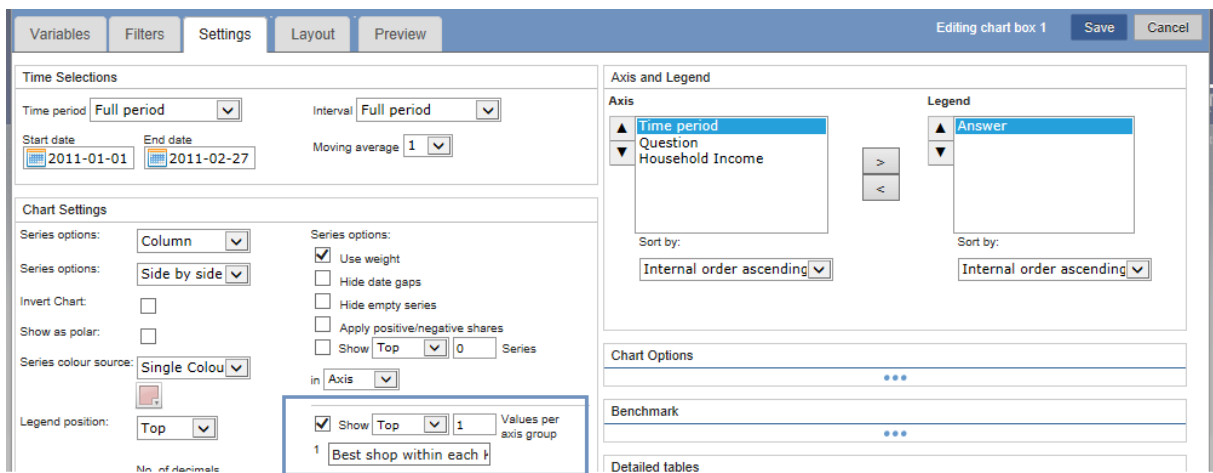 Variables Filters Settings Layout Preview Editing chart box 1 Save Cancel
Time Selections
Time period Full period Interval Full period
Start date End date
2011-01-01 2011-02-27 Moving average 1
Chart Settings
Series options: Column
Series options: Side by side
Invert Chart:
Show as polar:
Series colour source: Single Colou
Legend position: Top
No. of decimals
Series options:
Use weight
Hide date gaps
Hide empty series
Apply positive/negative shares
Show Top 0 Series
in Axis
Show Top 1 Values per
axis group
1 Best shop within each H
Axis and Legend
Axis Legend
Time period Answer
Question
Household Income
>
<
Sort by: Sort by:
Internal order ascending Internal order ascending
Chart Options
Benchmark
Detailed tables